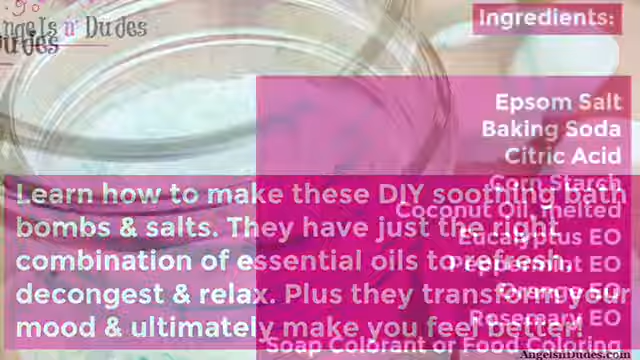 Angels n' Dudes
Dudes
Ingredients:
Epsom Salt
Baking Soda
Citric Acid
Corn Starch
Coconut Oil, melted
Eucalyptus EO
Peppermint EO
Orange EO
Rosemary EO
Soap Colorant or Food Coloring
Learn how to make these DIY soothing bath
bombs & salts. They have just the right
combination of essential oils to refresh,
decongest & relax. Plus they transform your
mood & ultimately make you feel better!
AngelsnDudes.com